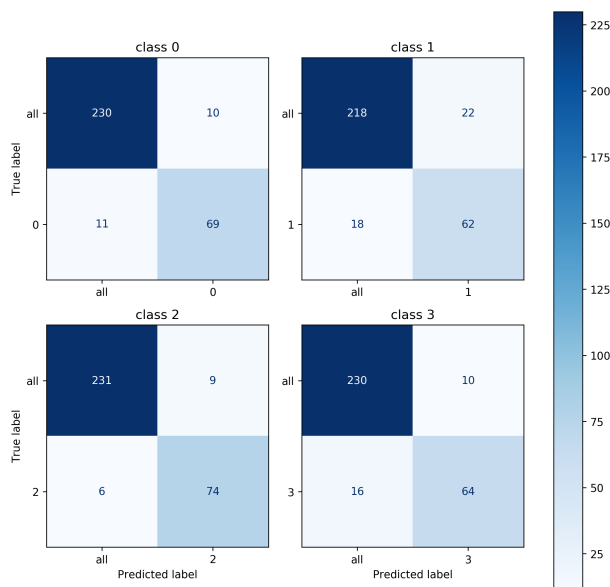 class 0
class 1
True label
all
230
10
0
11
69
all
0
all
218
22
1
18
62
all
1
class 2
class 3
True label
all
231
9
2
6
74
all
2
Predicted label
all
230
10
3
16
64
all
3
Predicted label
225
200
175
150
125
100
75
50
25